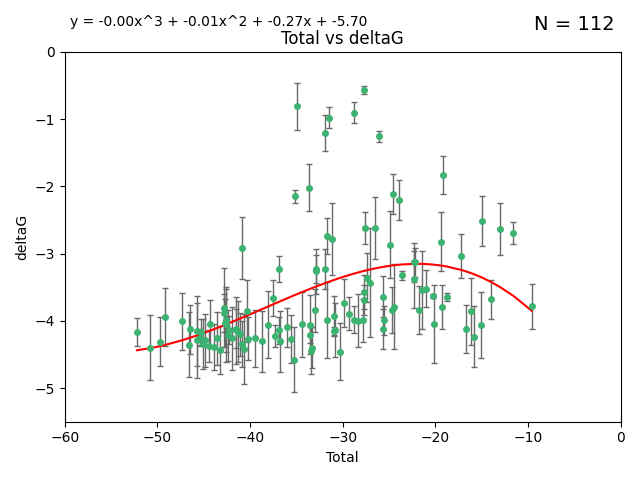 y = -0.00x^3 + -0.01x^2 + -0.27x + -5.70
N = 112
Total vs deltaG
0
−1
−2
−3
−4
−5
deltaG
−60 −50 −40 −30 −20 −10 0
Total